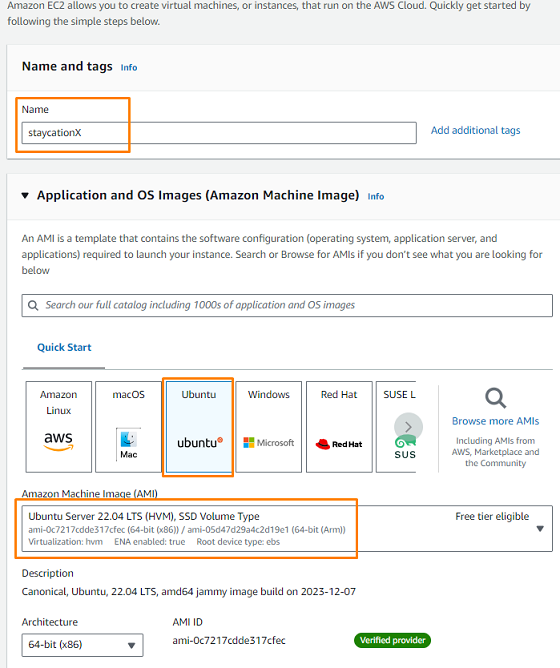 Amazon EC2 allows you to create virtual machines, or instances, that run on the AWS Cloud. Quickly get started by
following the simple steps below.
Name and tags Info
Name
staycationX
Add additional tags
Application and OS Images (Amazon Machine Image) Info
An AMI is a template that contains the software configuration (operating system, application server, and
applications) required to launch your instance. Search or Browse for AMIs if you don't see what you are looking for
below
Search our full catalog including 1000s of application and OS images
Quick Start
Amazon
Linux
aws
macOS
Mac
Ubuntu
ubuntu
Windows
Microsoft
Red Hat
Red Hat
SUSE L
SUS
Browse more AMIs
Including AMIs from
AWS, Marketplace and
the Community
Amazon Machine Image (AMI)
Ubuntu Server 22.04 LTS (HVM), SSD Volume Type
Free tier eligible
ami-0c7217cdde317cfec (64-bit (x86)) / ami-05d47d29a4c2d19e1 (64-bit (Arm))
Virtualization: hvm ENA enabled: true Root device type: ebs
Description
Canonical, Ubuntu, 22.04 LTS, amd64 jammy image build on 2023-12-07
Architecture
64-bit (x86)
AMI ID
ami-0c7217cdde317cfec
Verified provider